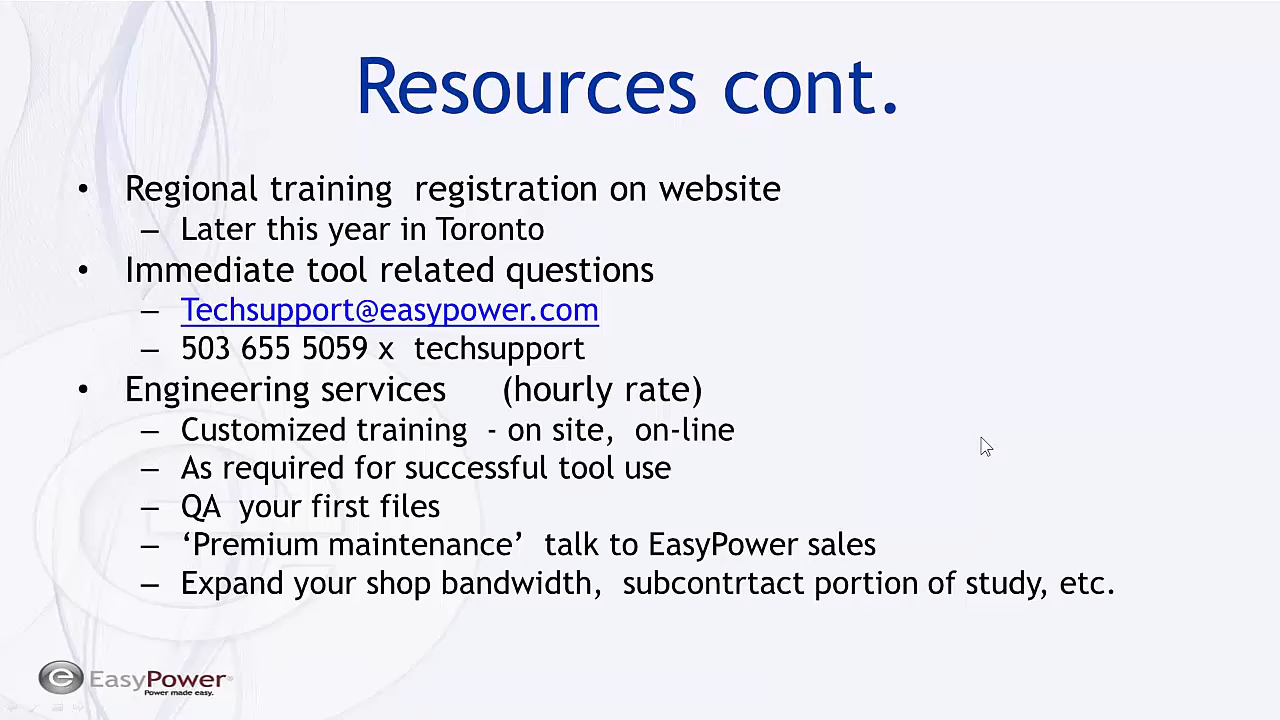 Resources cont.
• Regional training registration on website
– Later this year in Toronto
• Immediate tool related questions
– Techsupport@easypower.com
– 503 655 5059 x techsupport
• Engineering services (hourly rate)
– Customized training - on site, on-line
– As required for successful tool use
– QA your first files
– ‘Premium maintenance’ talk to EasyPower sales
– Expand your shop bandwidth, subcontrtact portion of study, etc.
EasyPower
Power made easy.